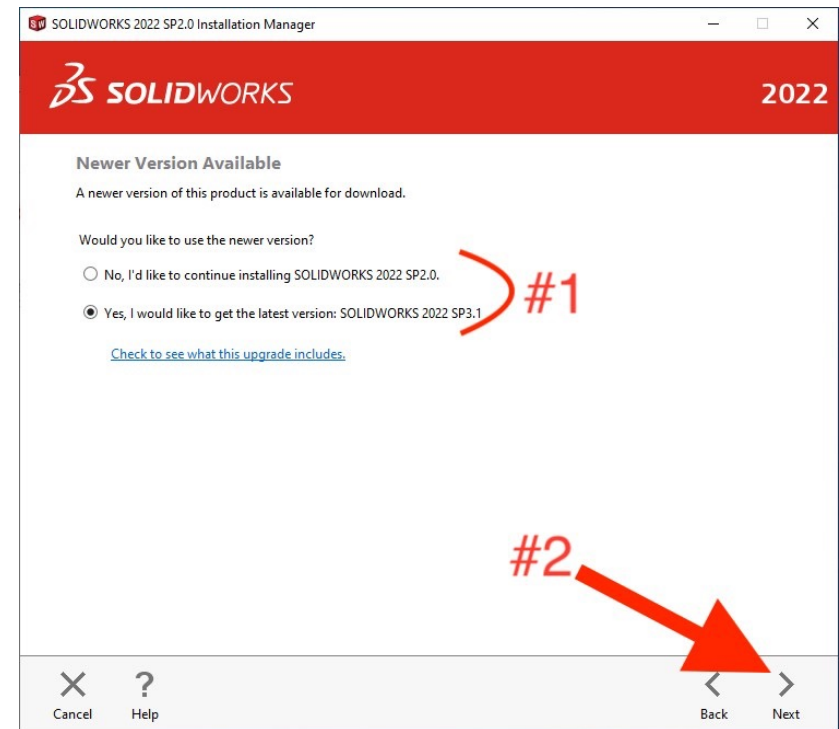 SOLIDWORKS 2022 SP2.0 Installation Manager
SOLIDWORKS
2022
Newer Version Available
A newer version of this product is available for download.
Would you like to use the newer version?
No, I'd like to continue installing SOLIDWORKS 2022 SP2.0.
Yes, I would like to get the latest version: SOLIDWORKS 2022 SP3.1
#1
Check to see what this upgrade includes.
#2
Cancel Help Back Next